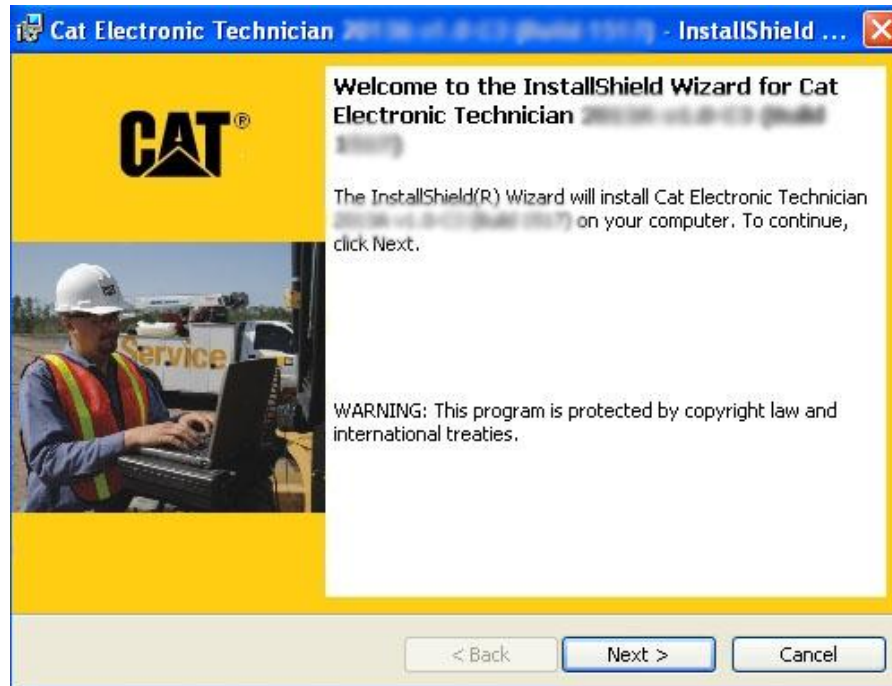 Cat Electronic Technician - InstallShield ...
CAT®
Service
Welcome to the InstallShield Wizard for Cat
Electronic Technician
The InstallShield(R) Wizard will install Cat Electronic Technician
on your computer. To continue,
click Next.
WARNING: This program is protected by copyright law and
international treaties.
< Back Next > Cancel